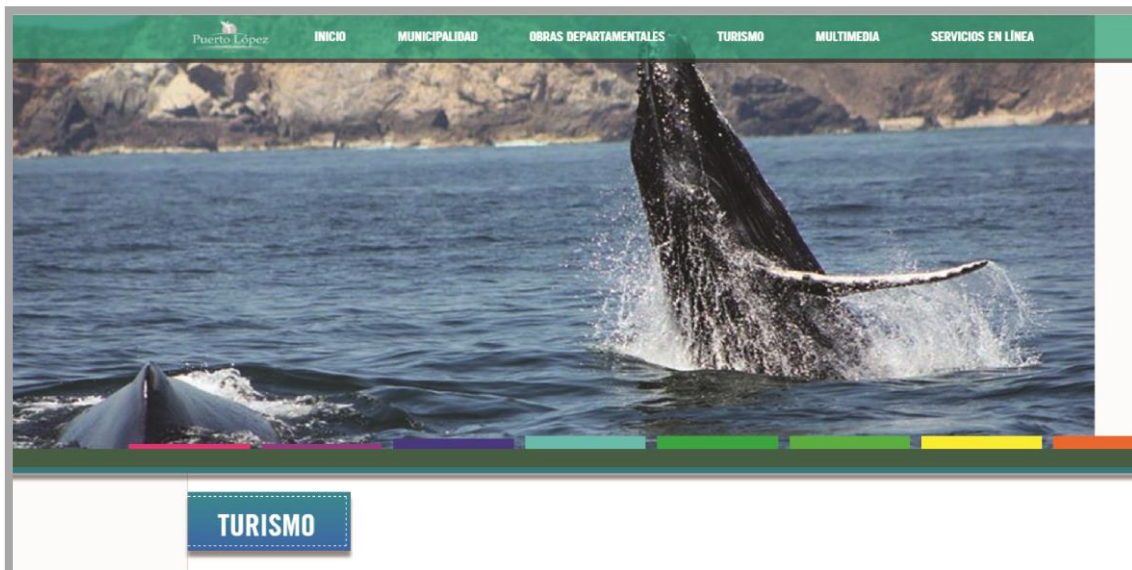 Puerto López
INICIO MUNICIPALIDAD OBRAS DEPARTAMENTALES TURISMO MULTIMEDIA SERVICIOS EN LÍNEA
TURISMO